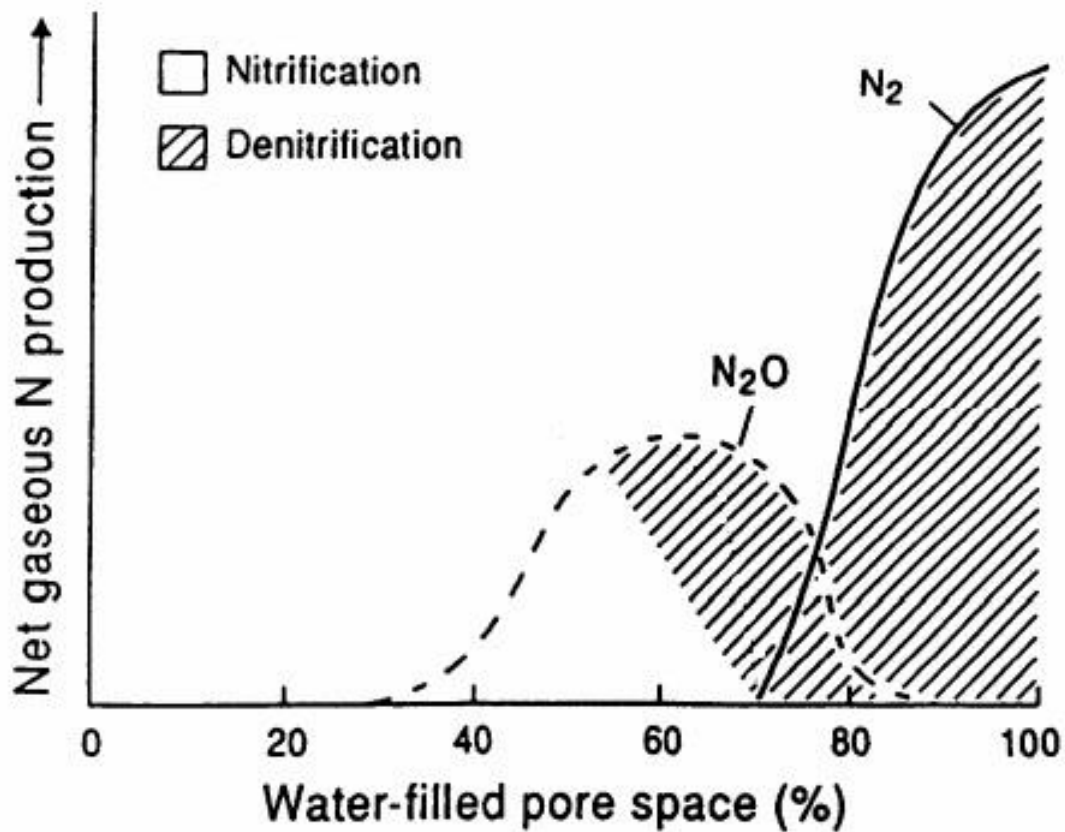 Net gaseous N production
Nitrification
Denitrification
N₂
N₂O
0 20 40 60 80 100
Water-filled pore space (%)